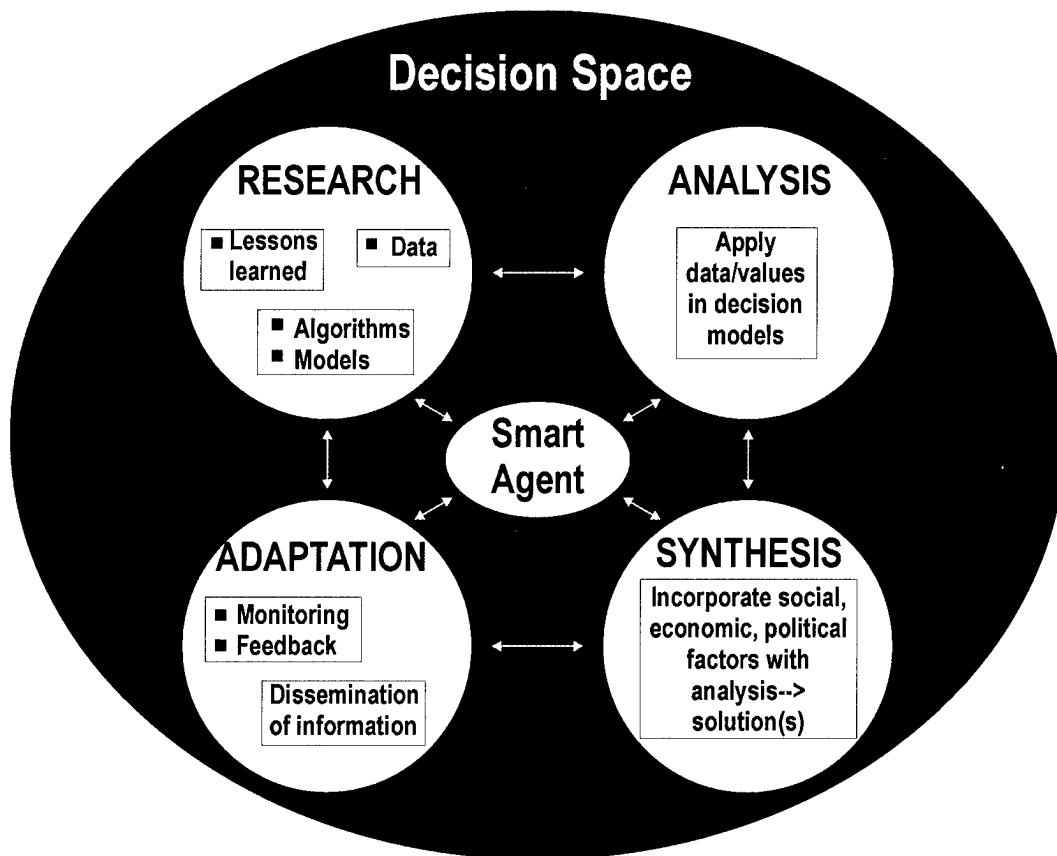 Decision Space
RESEARCH
■ Lessons
learned
■ Data
■ Algorithms
■ Models
ANALYSIS
Apply
data/values
in decision
models
Smart
Agent
ADAPTATION
■ Monitoring
■ Feedback
Dissemination
of information
SYNTHESIS
Incorporate social,
economic, political
factors with
analysis-->
solution(s)